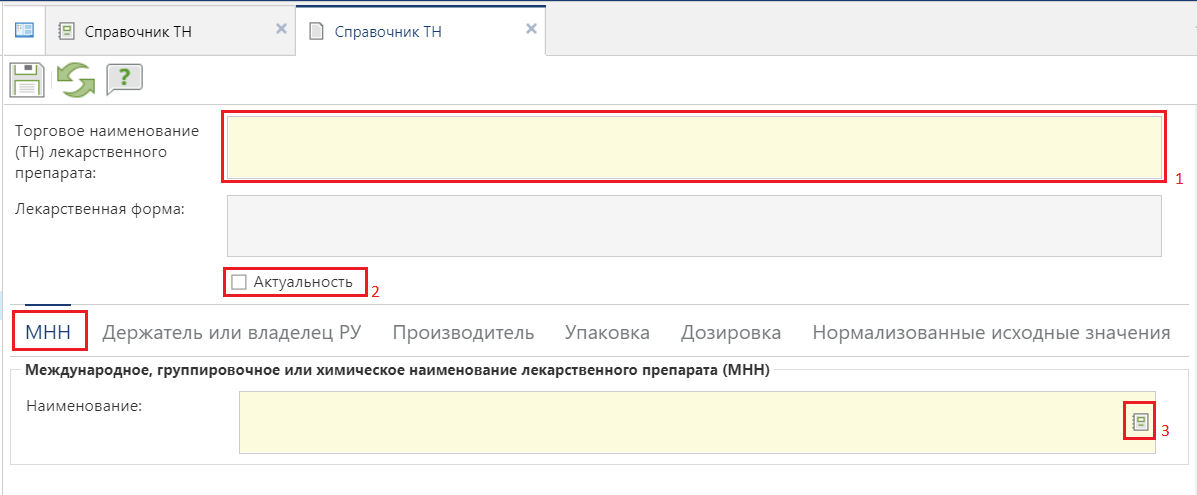 Справочник ТН
Справочник ТН
?
Торговое наименование
(ТН) лекарственного
препарата:
1
Лекарственная форма:
Актуальность
2
МНН Держатель или владелец РУ Производитель Упаковка Дозировка Нормализованные исходные значения
Международное, группировочное или химическое наименование лекарственного препарата (МНН)
Наименование:
3